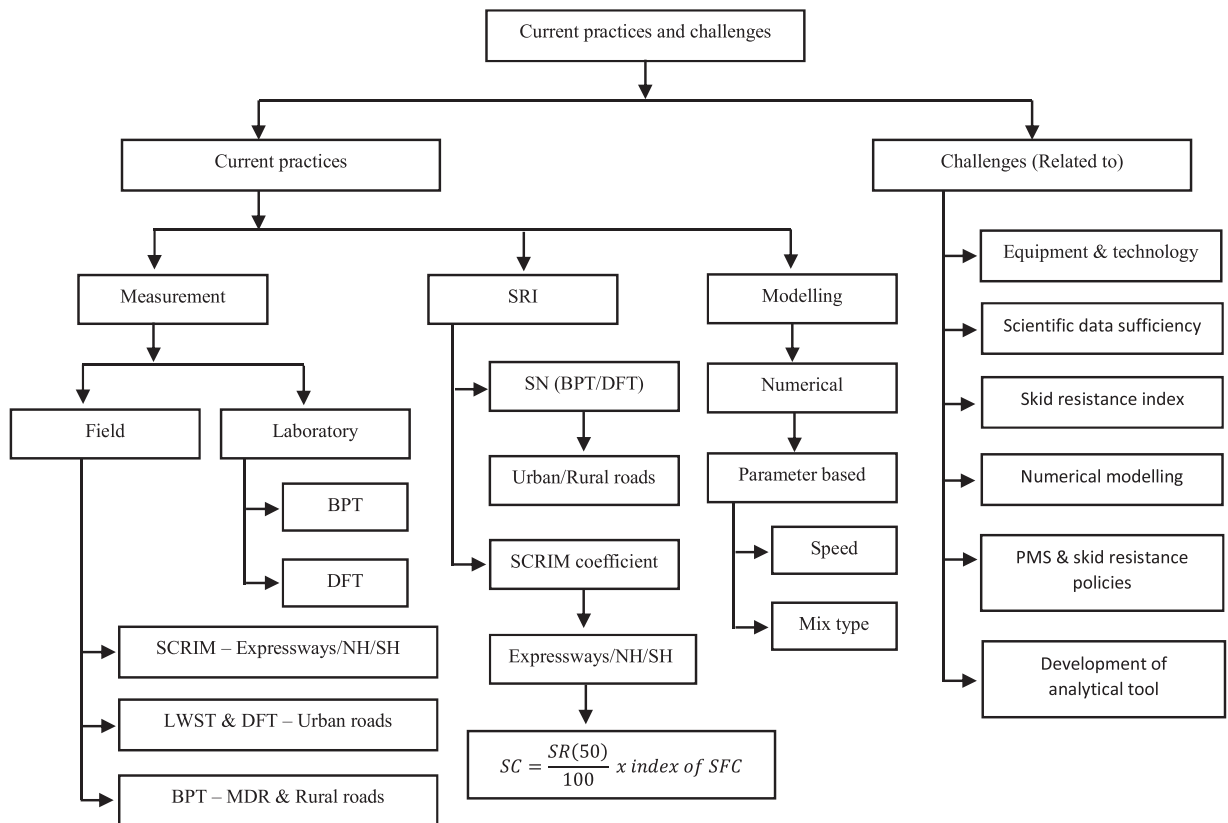 Current practices and challenges
Current practices
Challenges (Related to)
Measurement
SRI
Modelling
Equipment & technology
Scientific data sufficiency
Skid resistance index
Numerical modelling
PMS & skid resistance
policies
Development of
analytical tool
Field
Laboratory
BPT
DFT
SCRIM – Expressways/NH/SH
LWST & DFT – Urban roads
BPT – MDR & Rural roads
SN (BPT/DFT)
Urban/Rural roads
SCRIM coefficient
Expressways/NH/SH
SC = SR(50)/100 x index of SFC
Numerical
Parameter based
Speed
Mix type